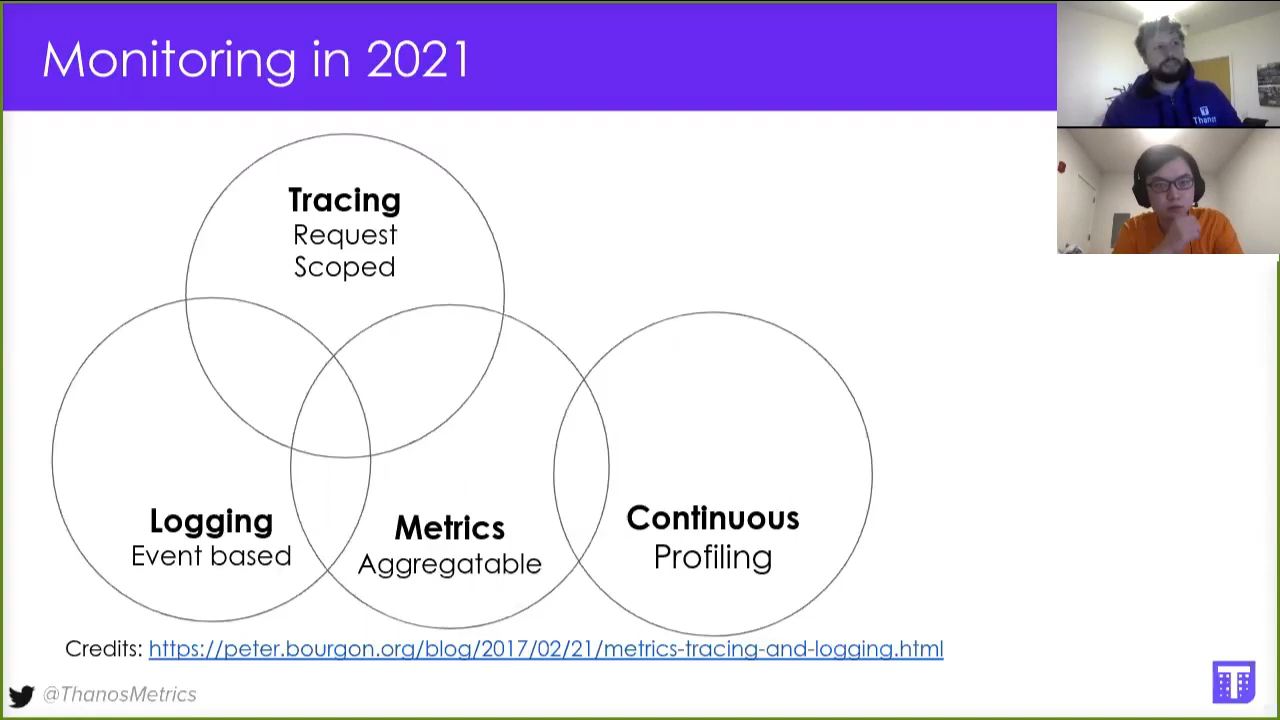 Monitoring in 2021
Tracing
Request
Scoped
Logging
Event based
Metrics
Aggregatable
Continuous
Profiling
Credits: https://peter.bourgon.org/blog/2017/02/21/metrics-tracing-and-logging.html
@ThanosMetrics